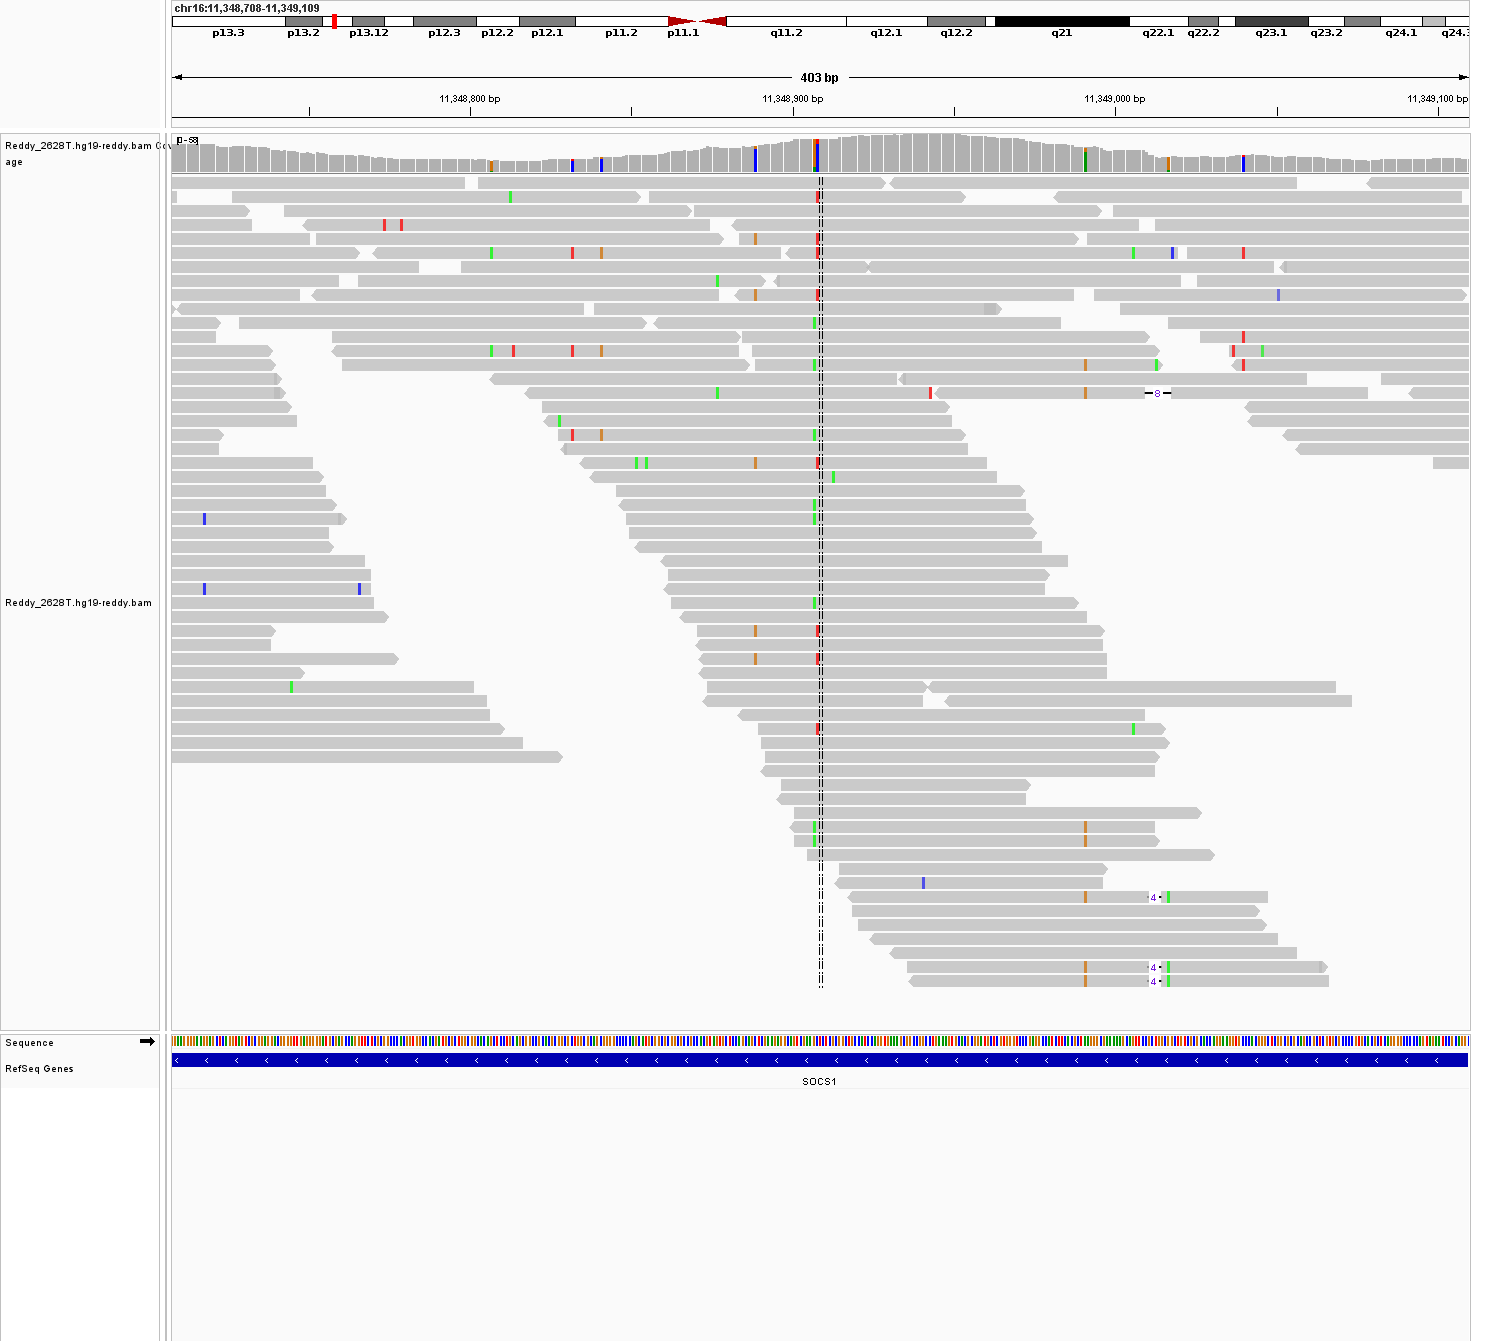 chr16:11,348,708-11,349,109
p13.3 p13.2 p13.12 p12.3 p12.2 p12.1 p11.2 p11.1 q11.2 q12.1 q12.2 q21 q22.1 q22.2 q23.1 q23.2 q24.1 q24.3
403 bp
11,348,800 bp 11,348,900 bp 11,349,000 bp 11,349,100 bp
Reddy_2628T.hg19-reddy.bam Cov
age
8
Reddy_2628T.hg19-reddy.bam
4
4
4
Sequence
RefSeq Genes
SOCS1